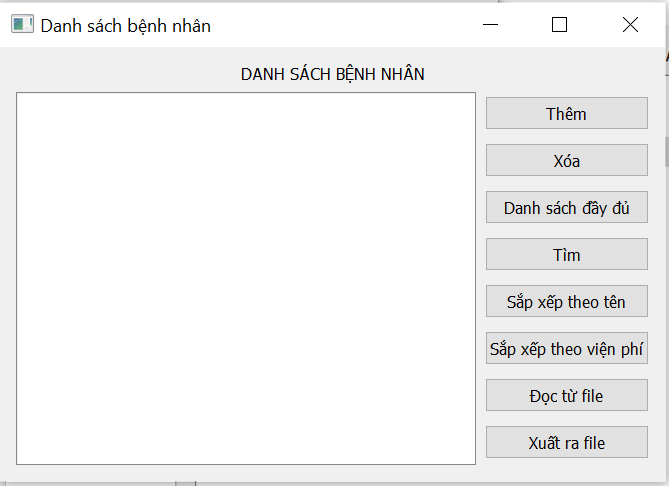 Danh sách bệnh nhân
DANH SÁCH BỆNH NHÂN
Thêm
Xóa
Danh sách đầy đủ
Tìm
Sắp xếp theo tên
Sắp xếp theo viện phí
Đọc từ file
Xuất ra file